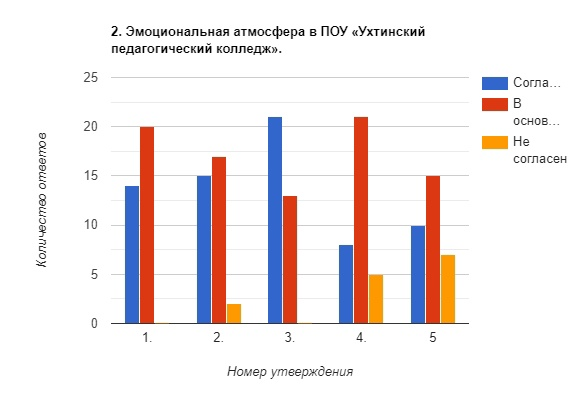 2. Эмоциональная атмосфера в ПОУ «Ухтинский
педагогический колледж».
25
20
15
10
5
0
Количество ответов
1.
2.
3.
4.
5
Номер утверждения
Согла…
В
основ…
Не
согласен